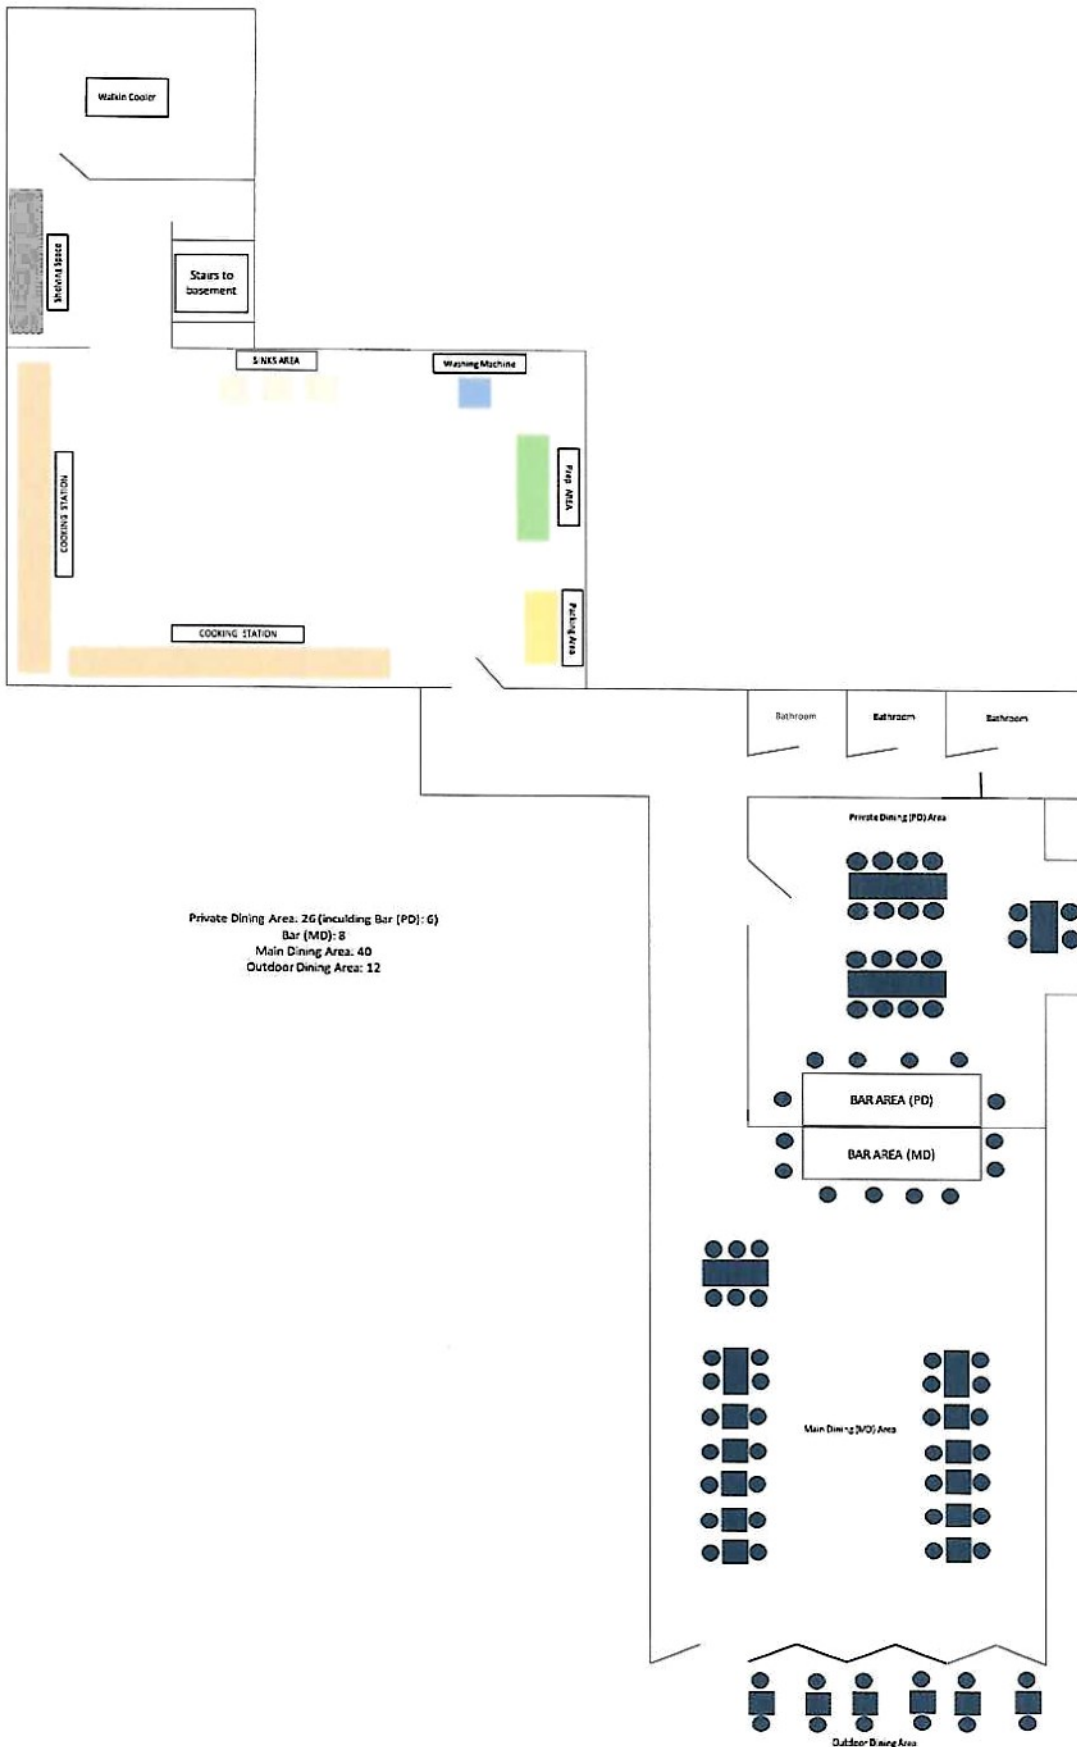 Walkin Cooler
Shelving Space
Stairs to
basement
SINKS AREA
Washing Machine
COOKING STATION
Prep AREA
Packing Area
COOKING STATION
Bathroom
Bathroom
Bathroom
Private Dining (PD) Area
Private Dining Area: 26 (inculding Bar (PD): 6)
Bar (MD): 8
Main Dining Area: 40
Outdoor Dining Area: 12
BAR AREA (PD)
BAR AREA (MD)
Main Dining (MD) Area
Outdoor Dining Area